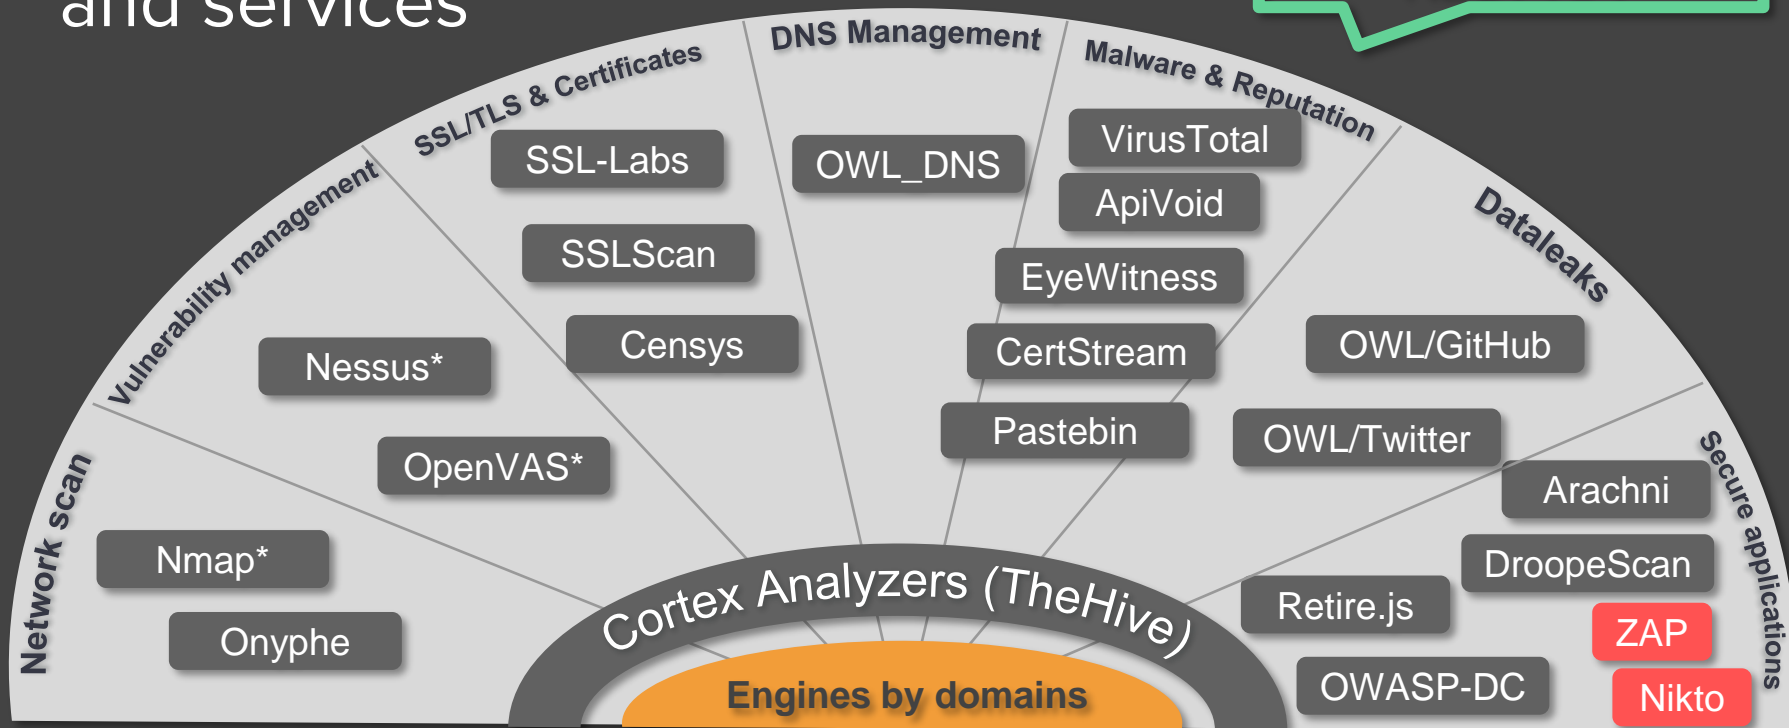 and services
Network scan
Nmap*
Onyphe
Vulnerability management
Nessus*
OpenVAS*
SSL/TLS & Certificates
SSL-Labs
SSLScan
Censys
DNS Management
OWL_DNS
Malware & Reputation
VirusTotal
ApiVoid
EyeWitness
CertStream
Pastebin
Dataleaks
OWL/GitHub
OWL/Twitter
Secure applications
Arachni
DroopeScan
Retire.js
ZAP
OWASP-DC
Nikto
Cortex Analyzers (TheHive)
Engines by domains